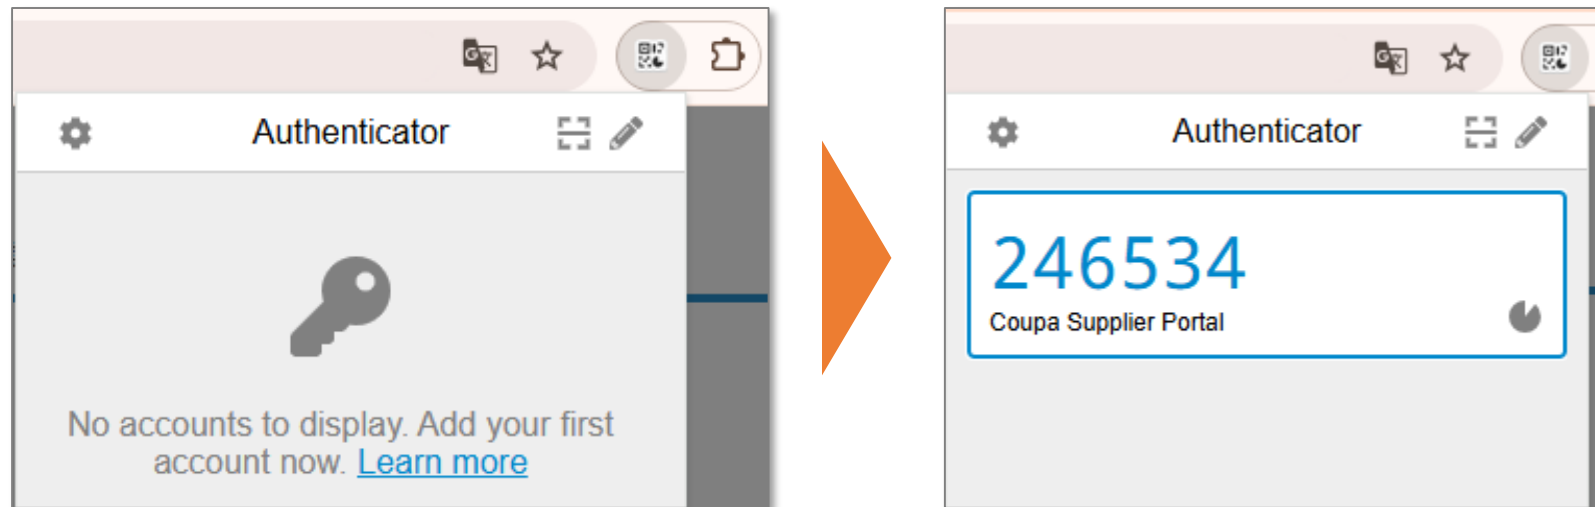 Authenticator
No accounts to display. Add your first
account now. Learn more
Authenticator
246534
Coupa Supplier Portal